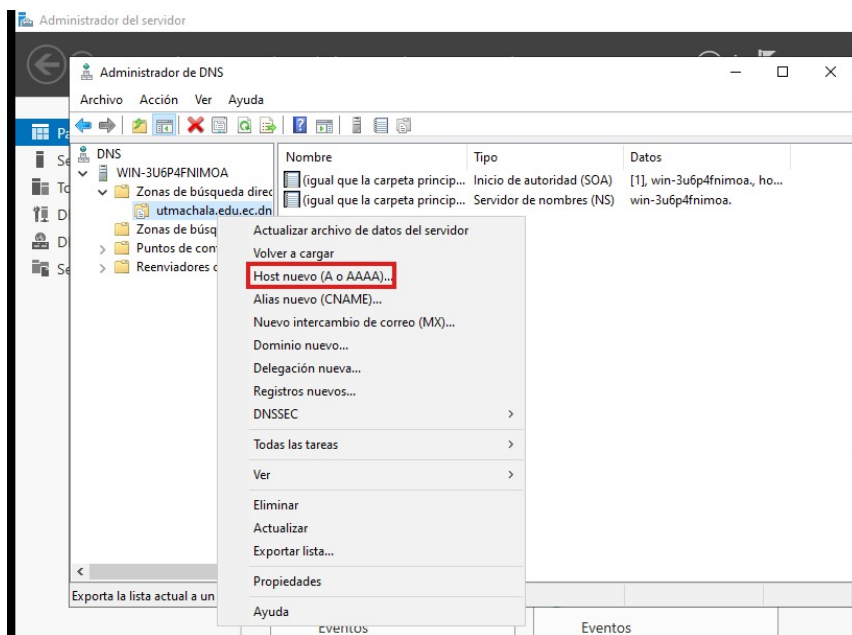 Administrador del servidor
Administrador de DNS
Archivo Acción Ver Ayuda
DNS
WIN-3U6P4FNIMOA
Zonas de búsqueda direc
utmachala.edu.ec.dn
Zonas de búsq
Puntos de con
Reenviadores c
Nombre Tipo Datos
(igual que la carpeta princip... Inicio de autoridad (SOA) [1], win-3u6p4fnimoa., ho...
(igual que la carpeta princip... Servidor de nombres (NS) win-3u6p4fnimoa.
Actualizar archivo de datos del servidor
Volver a cargar
Host nuevo (A o AAAA)...
Alias nuevo (CNAME)...
Nuevo intercambio de correo (MX)...
Dominio nuevo...
Delegación nueva...
Registros nuevos...
DNSSEC
Todas las tareas
Ver
Eliminar
Actualizar
Exportar lista...
Propiedades
Ayuda
Exporta la lista actual a un
Eventos Eventos